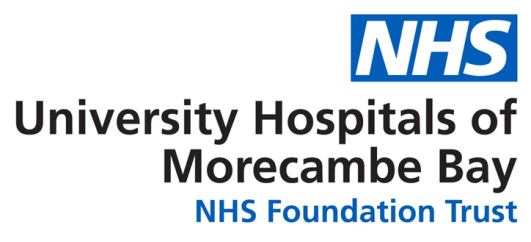 NHS
University Hospitals of
Morecambe Bay
NHS Foundation Trust